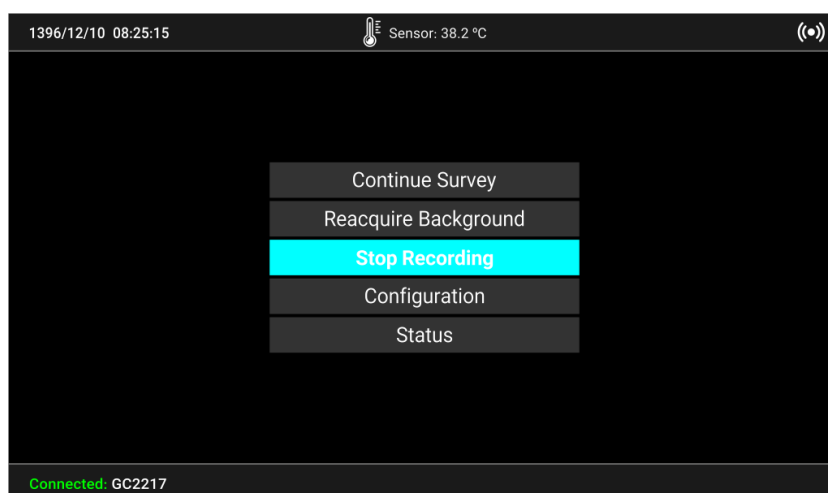 1396/12/10 08:25:15
Sensor: 38.2 ºC
Continue Survey
Reacquire Background
Stop Recording
Configuration
Status
Connected: GC2217